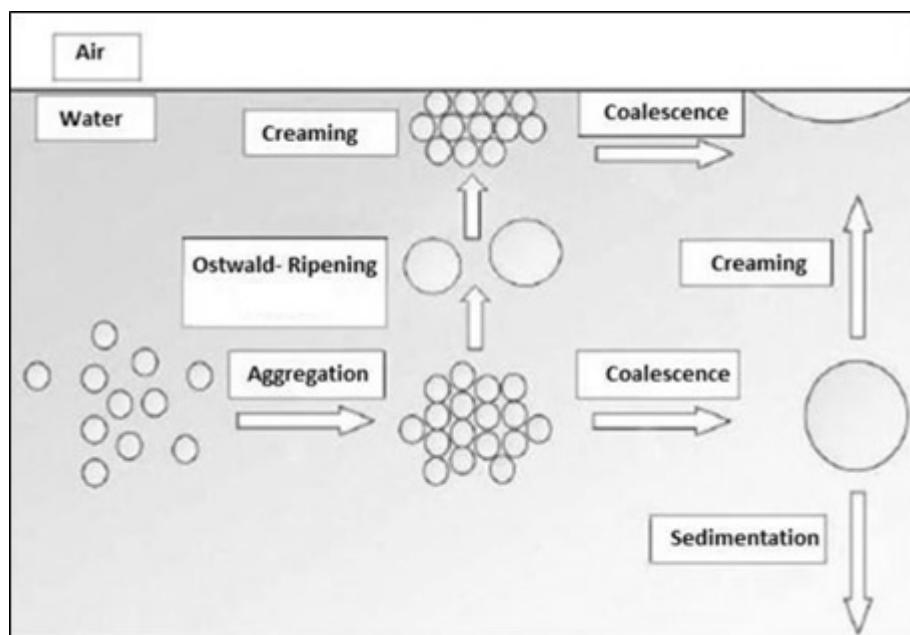 Air
Water
Creaming
Coalescence
Ostwald- Ripening
Creaming
Aggregation
Coalescence
Sedimentation